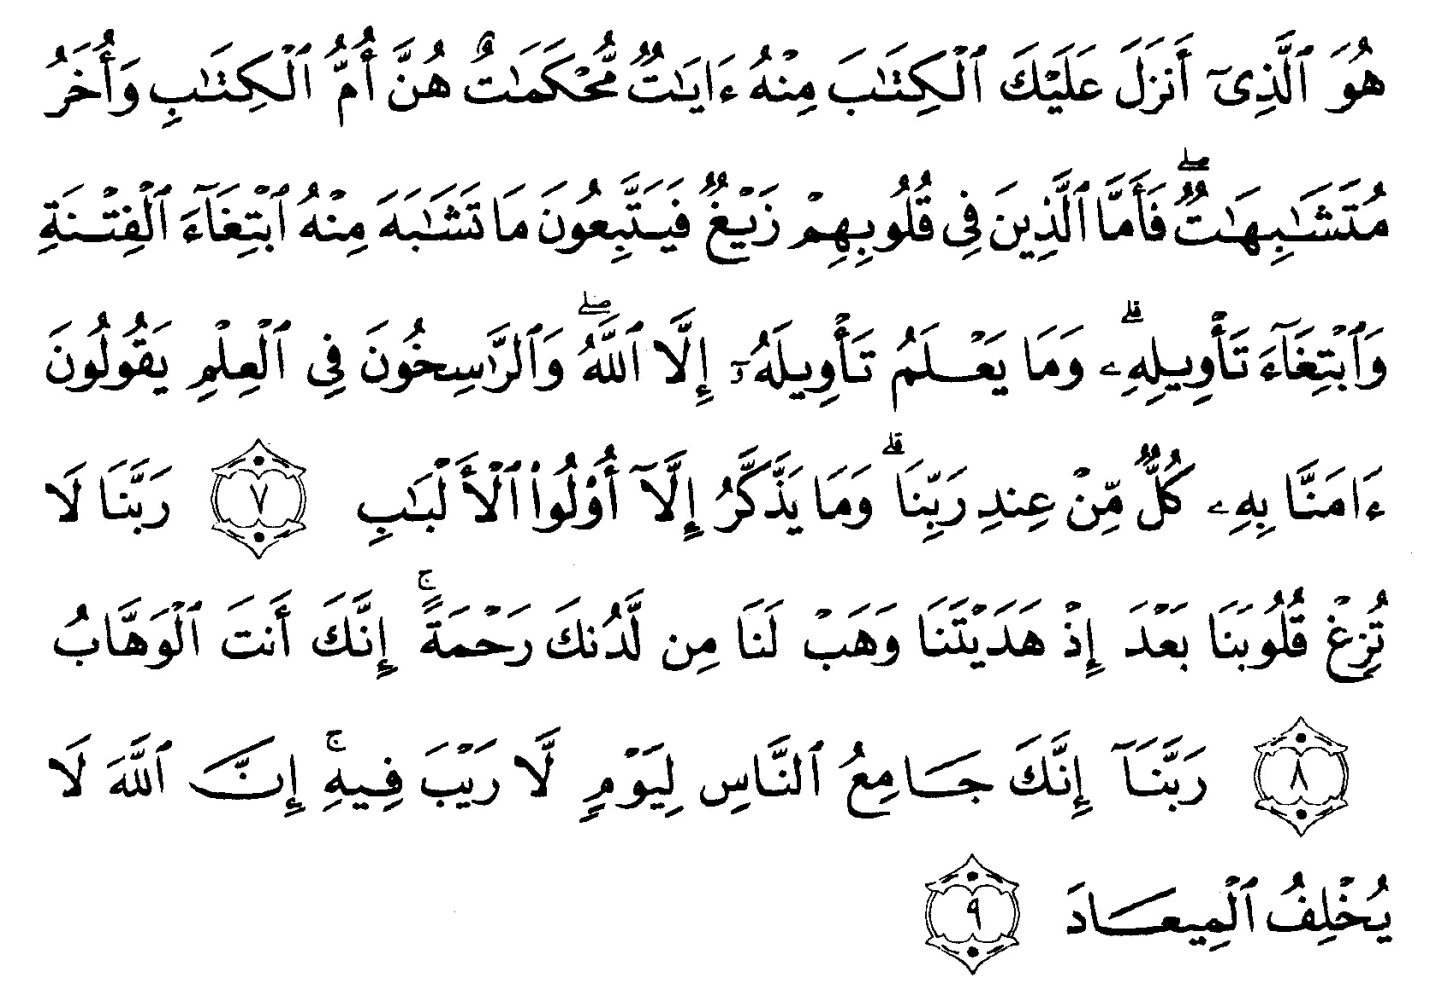 هُوَ ٱلَّذِىٓ أَنزَلَ عَلَيْكَ ٱلْكِتَٰبَ مِنْهُ ءَايَٰتٌ مُّحْكَمَٰتٌ هُنَّ أُمُّ ٱلْكِتَٰبِ وَأُخَرُ
مُتَشَٰبِهَٰتٌ ۖ فَأَمَّا ٱلَّذِينَ فِى قُلُوبِهِمْ زَيْغٌ فَيَتَّبِعُونَ مَا تَشَٰبَهَ مِنْهُ ٱبْتِغَآءَ ٱلْفِتْنَةِ
وَٱبْتِغَآءَ تَأْوِيلِهِۦ ۗ وَمَا يَعْلَمُ تَأْوِيلَهُۥٓ إِلَّا ٱللَّهُ ۖ وَٱلرَّٰسِخُونَ فِى ٱلْعِلْمِ يَقُولُونَ
ءَامَنَّا بِهِۦ كُلٌّ مِّنْ عِندِ رَبِّنَا ۗ وَمَا يَذَّكَّرُ إِلَّآ أُو۟لُوا۟ ٱلْأَلْبَٰبِ ٧ رَبَّنَا لَا
تُزِغْ قُلُوبَنَا بَعْدَ إِذْ هَدَيْتَنَا وَهَبْ لَنَا مِن لَّدُنكَ رَحْمَةً ۚ إِنَّكَ أَنتَ ٱلْوَهَّابُ
٨ رَبَّنَآ إِنَّكَ جَامِعُ ٱلنَّاسِ لِيَوْمٍ لَّا رَيْبَ فِيهِ ۚ إِنَّ ٱللَّهَ لَا
يُخْلِفُ ٱلْمِيعَادَ ٩